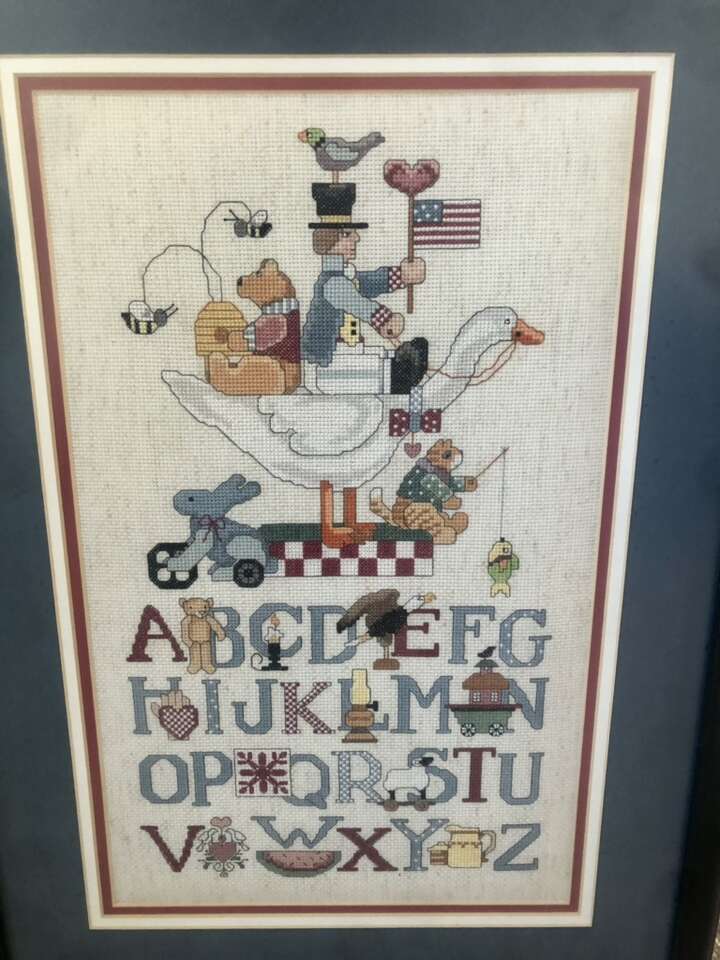 ABCDEFG
HIJKLMN
OPQRSTU
VWXYZ